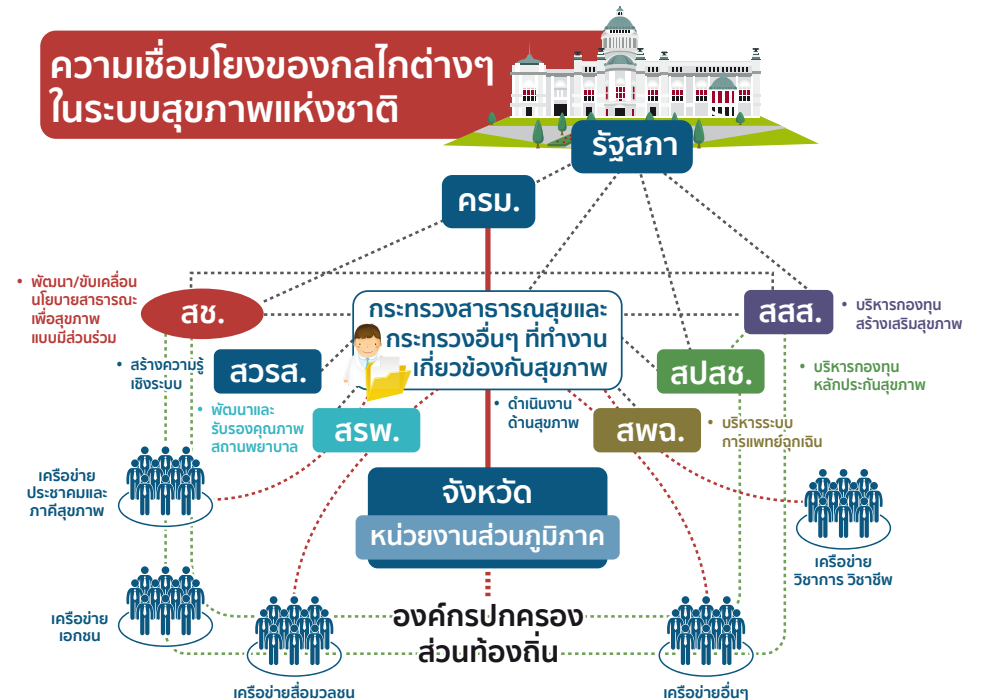 ความเชื่อมโยงของกลไกต่างๆ
ในระบบสุขภาพแห่งชาติ
รัฐสภา
ครม.
• พัฒนา/ขับเคลื่อน
นโยบายสาธารณะ
เพื่อสุขภาพ
แบบมีส่วนร่วม
สช.
กระทรวงสาธารณสุขและ
กระทรวงอื่นๆ ที่ทำงาน
เกี่ยวข้องกับสุขภาพ
สสส.
• บริหารกองทุน
สร้างเสริมสุขภาพ
• สร้างความรู้
เชิงระบบ
สวรส.
สปสช.
• บริหารกองทุน
หลักประกันสุขภาพ
• พัฒนาและ
รับรองคุณภาพ
สถานพยาบาล
สรพ.
• ดำเนินงาน
ด้านสุขภาพ
สพฉ.
• บริหารระบบ
การแพทย์ฉุกเฉิน
เครือข่าย
ประชาคมและ
ภาคีสุขภาพ
จังหวัด
หน่วยงานส่วนภูมิภาค
เครือข่าย
วิชาการ วิชาชีพ
เครือข่าย
เอกชน
องค์กรปกครอง
ส่วนท้องถิ่น
เครือข่ายสื่อมวลชน
เครือข่ายอื่นๆ